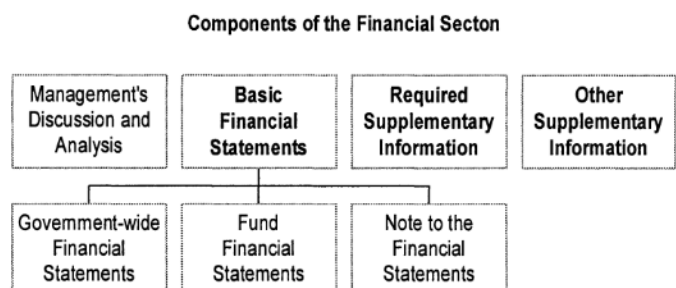 Components of the Financial Secton
Management's
Discussion and
Analysis
Basic
Financial
Statements
Required
Supplementary
Information
Other
Supplementary
Information
Government-wide
Financial
Statements
Fund
Financial
Statements
Note to the
Financial
Statements